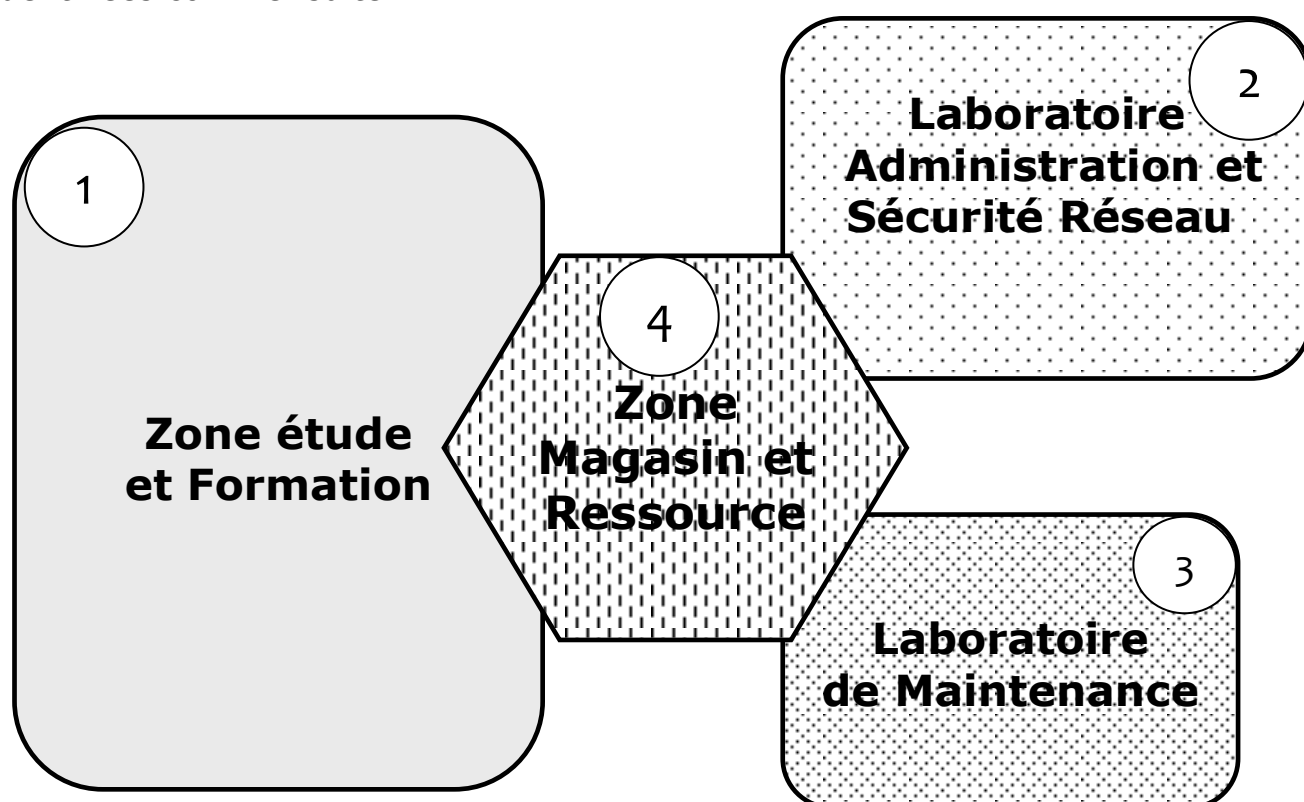 1
Zone étude
et Formation
2
Laboratoire
Administration et
Sécurité Réseau
4
Zone
Magasin et
Ressource
3
Laboratoire
de Maintenance